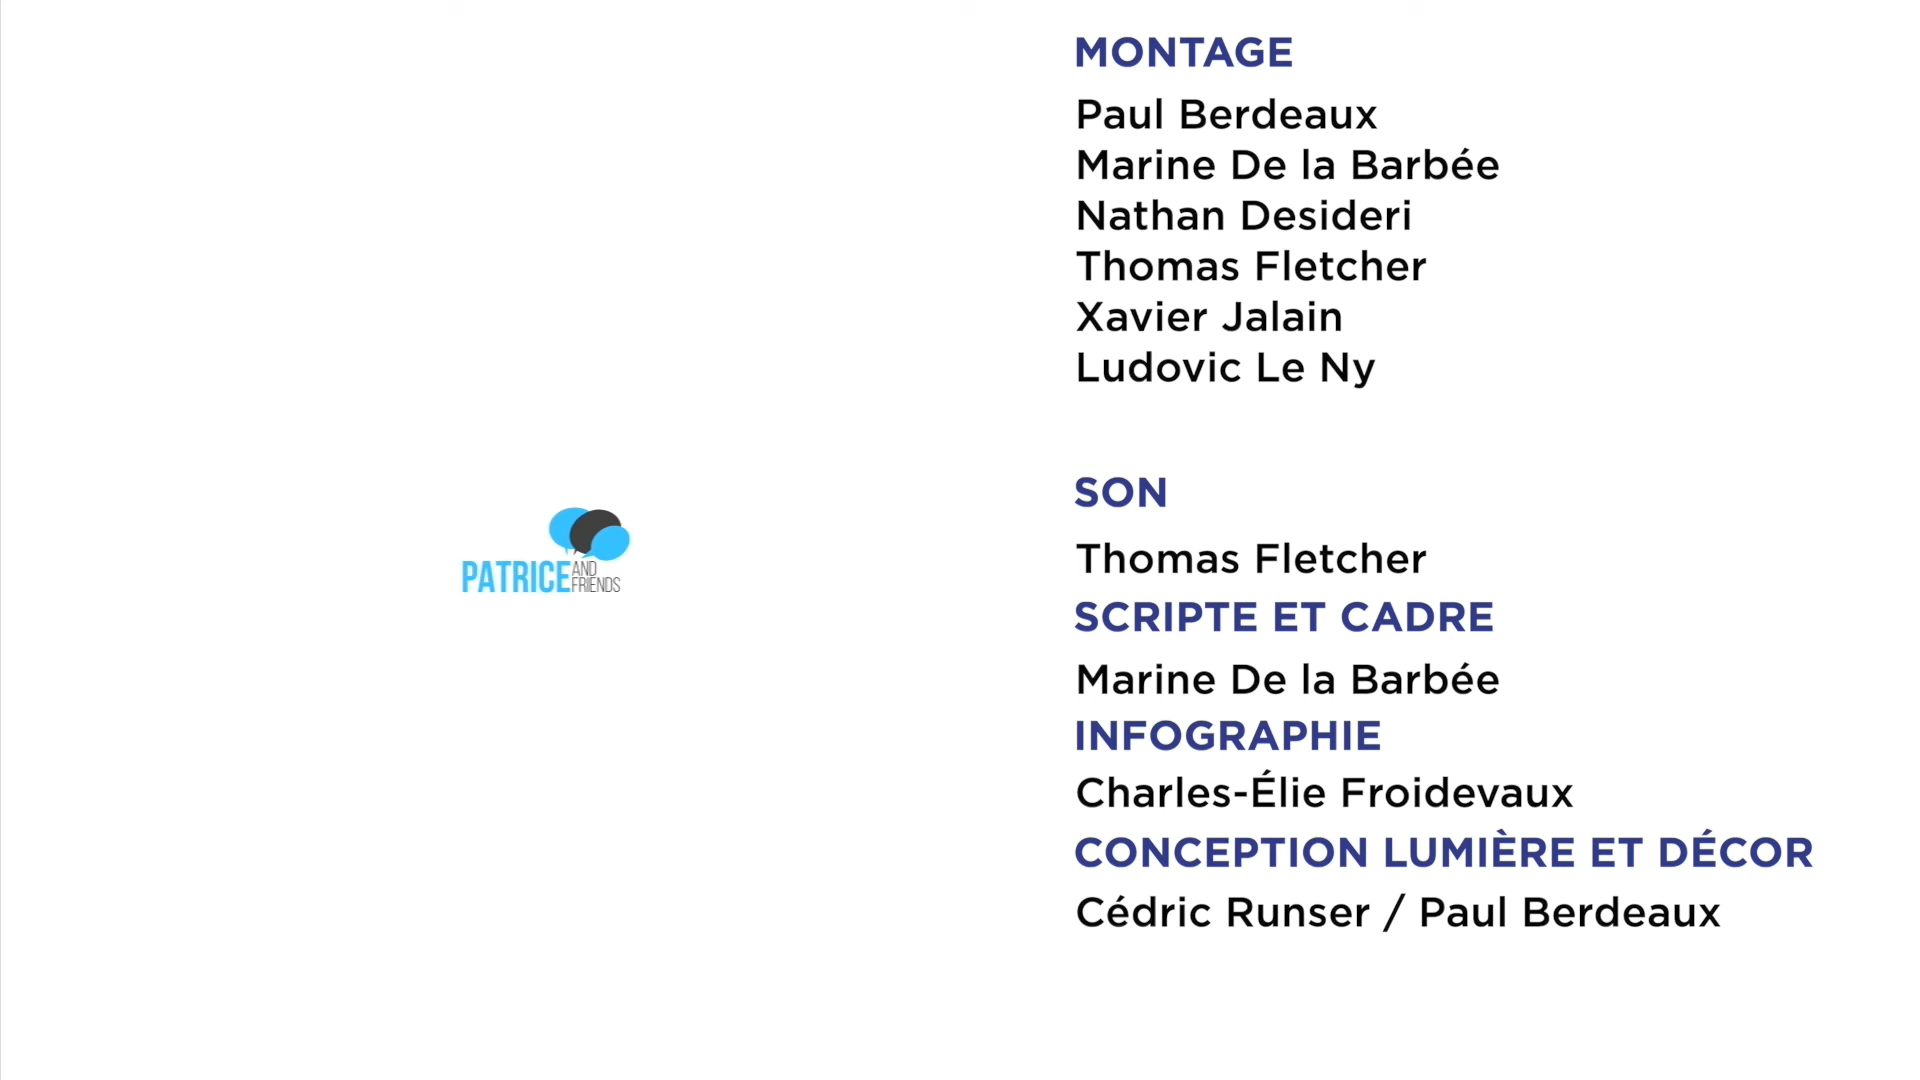 MONTAGE
Paul Berdeaux
Marine De la Barbée
Nathan Desideri
Thomas Fletcher
Xavier Jalain
Ludovic Le Ny
SON
Thomas Fletcher
SCRIPTE ET CADRE
Marine De la Barbée
INFOGRAPHIE
Charles-Élie Froidevaux
CONCEPTION LUMIÈRE ET DÉCOR
Cédric Runser / Paul Berdeaux
PATRICE AND
FRIENDS